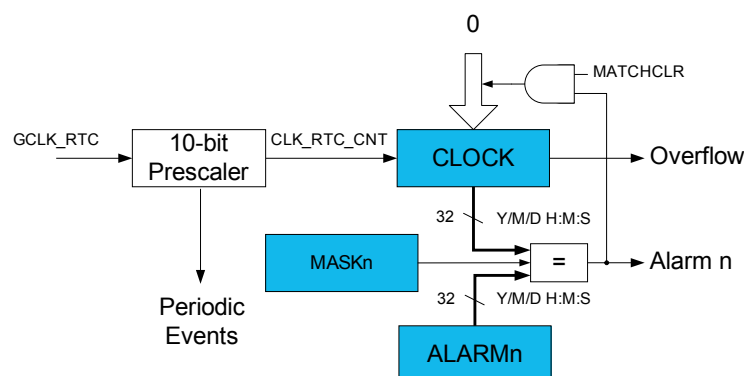 0
MATCHCLR
GCLK_RTC
10-bit
Prescaler
CLK_RTC_CNT
CLOCK
Overflow
32
Y/M/D H:M:S
MASKn
=
Alarm n
32
Y/M/D H:M:S
Periodic
Events
ALARMn